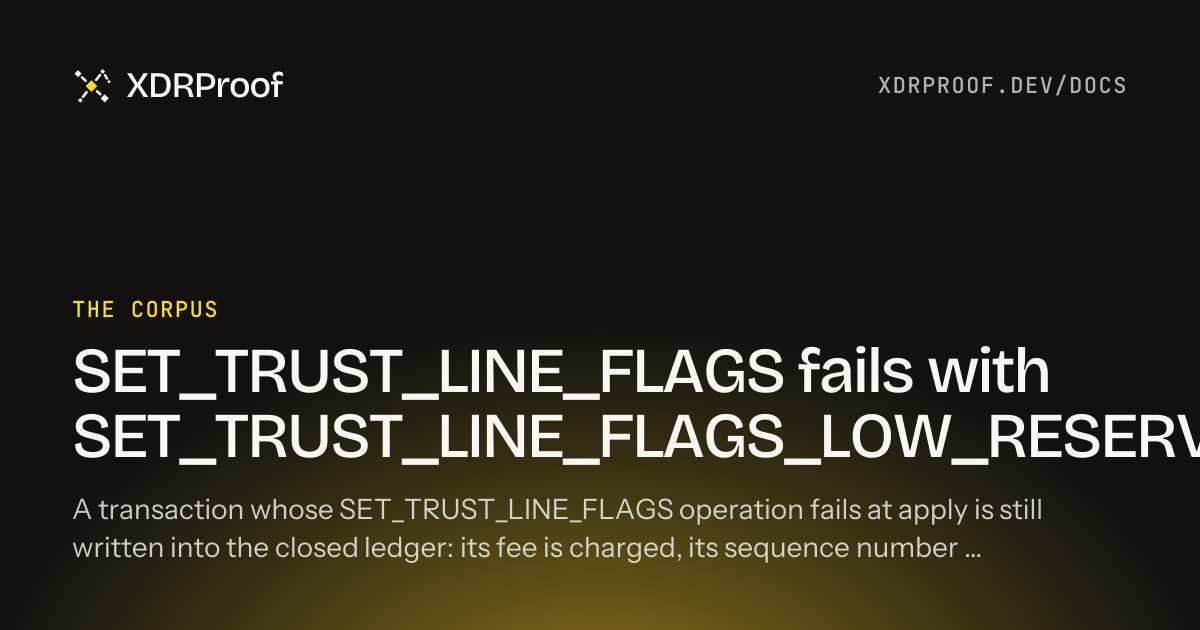 XDRProof
XDRPROOF.DEV/DOCS
THE CORPUS
SET_TRUST_LINE_FLAGS fails with
SET_TRUST_LINE_FLAGS_LOW_RESERV
A transaction whose SET_TRUST_LINE_FLAGS operation fails at apply is still
written into the closed ledger: its fee is charged, its sequence number ...